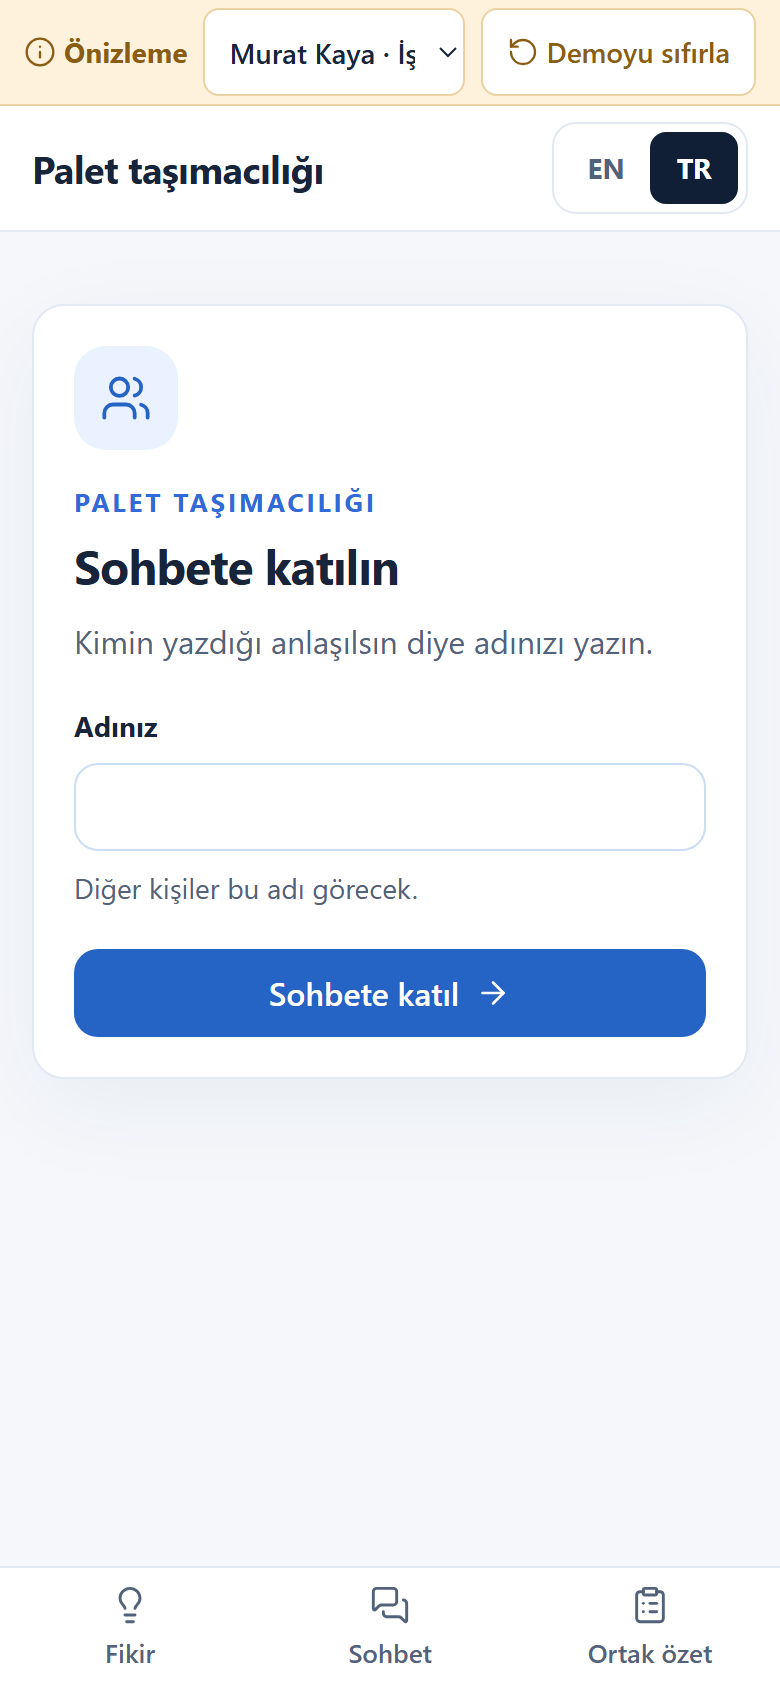 Önizleme
Murat Kaya · İş
Demoyu sıfırla
Palet taşımacılığı
EN
TR
PALET TAŞIMACILIĞI
Sohbete katılın
Kimin yazdığı anlaşılsın diye adınızı yazın.
Adınız
Diğer kişiler bu adı görecek.
Sohbete katıl
Fikir
Sohbet
Ortak özet